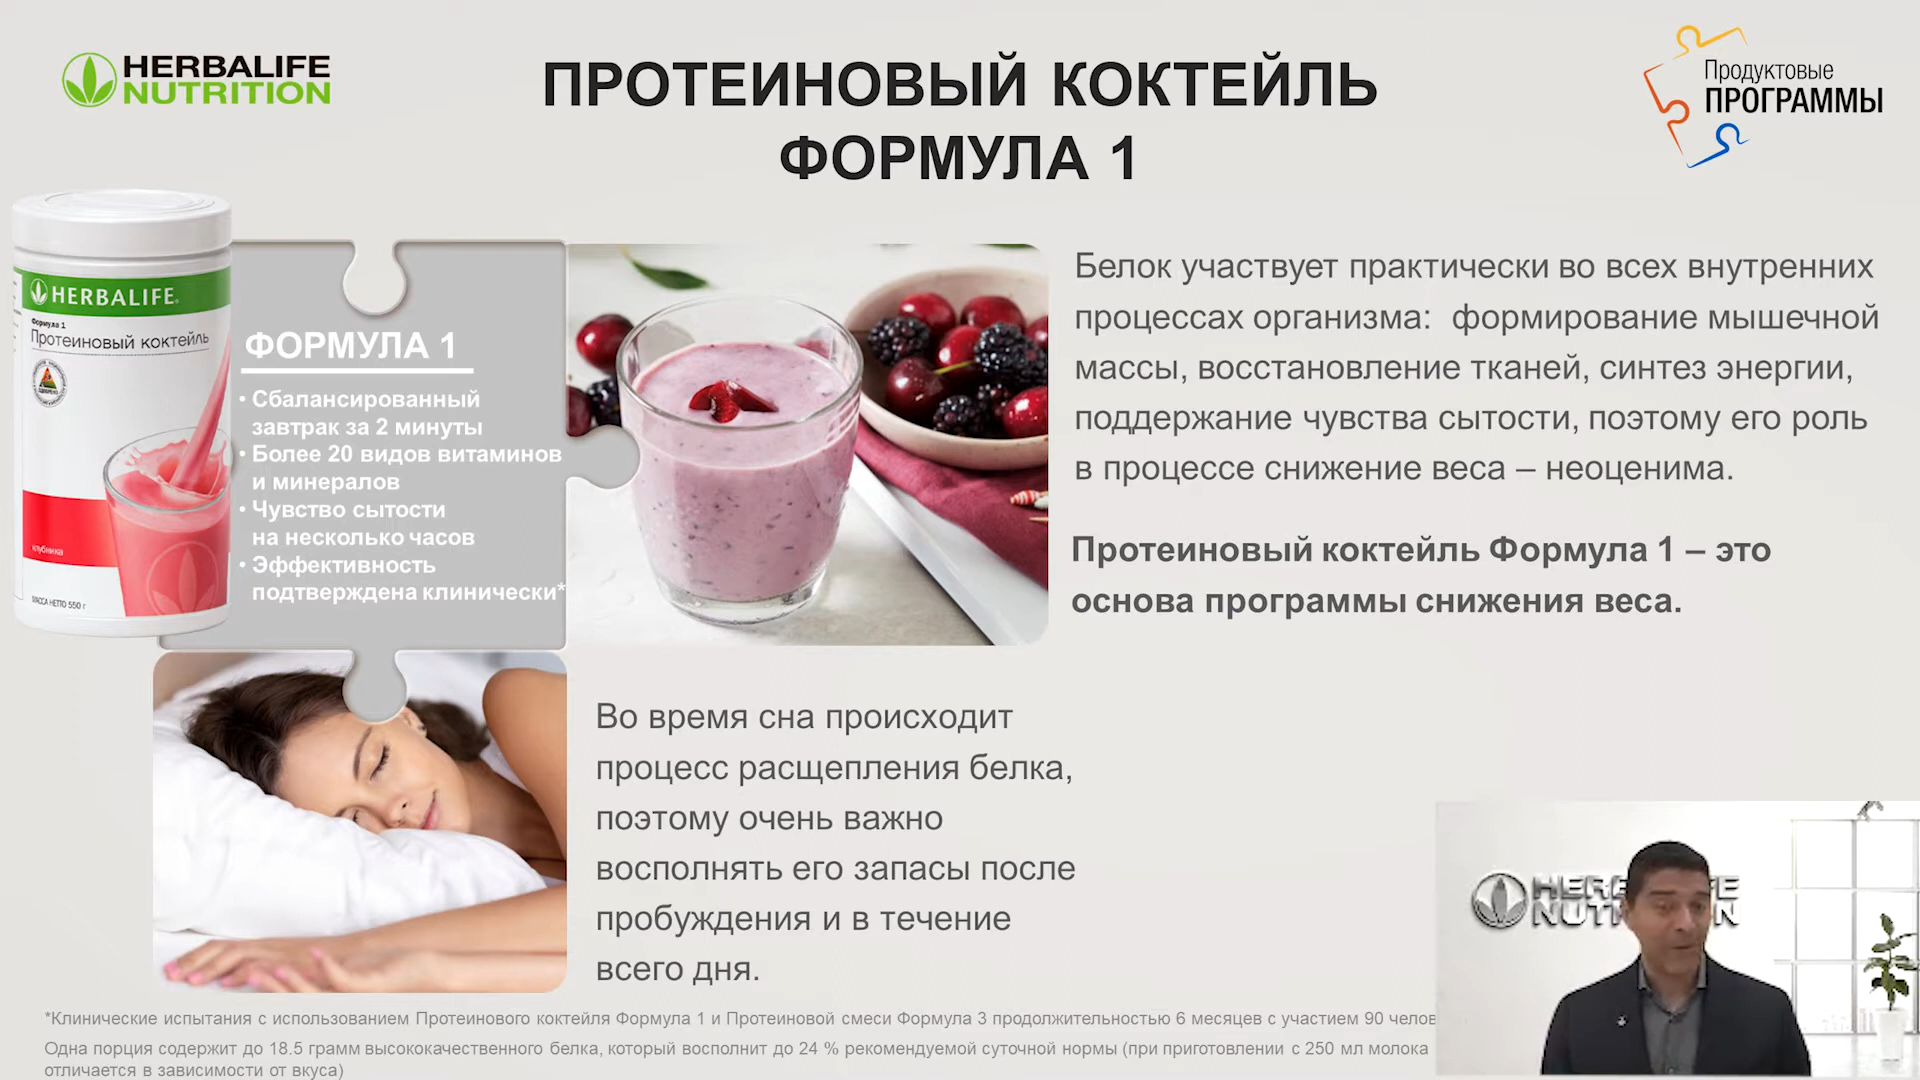 HERBALIFE
NUTRITION
ПРОТЕИНОВЫЙ КОКТЕЙЛЬ
ФОРМУЛА 1
Продуктовые
ПРОГРАММЫ
HERBALIFE
Формула 1
Протеиновый коктейль
клубника
МАССА НЕТТО 550 г
ФОРМУЛА 1
• Сбалансированный
завтрак за 2 минуты
• Более 20 видов витаминов
и минералов
• Чувство сытости
на несколько часов
• Эффективность
подтверждена клинически*
Белок участвует практически во всех внутренних
процессах организма: формирование мышечной
массы, восстановление тканей, синтез энергии,
поддержание чувства сытости, поэтому его роль
в процессе снижение веса – неоценима.
Протеиновый коктейль Формула 1 – это
основа программы снижения веса.
Во время сна происходит
процесс расщепления белка,
поэтому очень важно
восполнять его запасы после
пробуждения и в течение
всего дня.
*Клинические испытания с использованием Протеинового коктейля Формула 1 и Протеиновой смеси Формула 3 продолжительностью 6 месяцев с участием 90 челов
Одна порция содержит до 18.5 грамм высококачественного белка, который восполнит до 24 % рекомендуемой суточной нормы (при приготовлении с 250 мл молока
отличается в зависимости от вкуса)